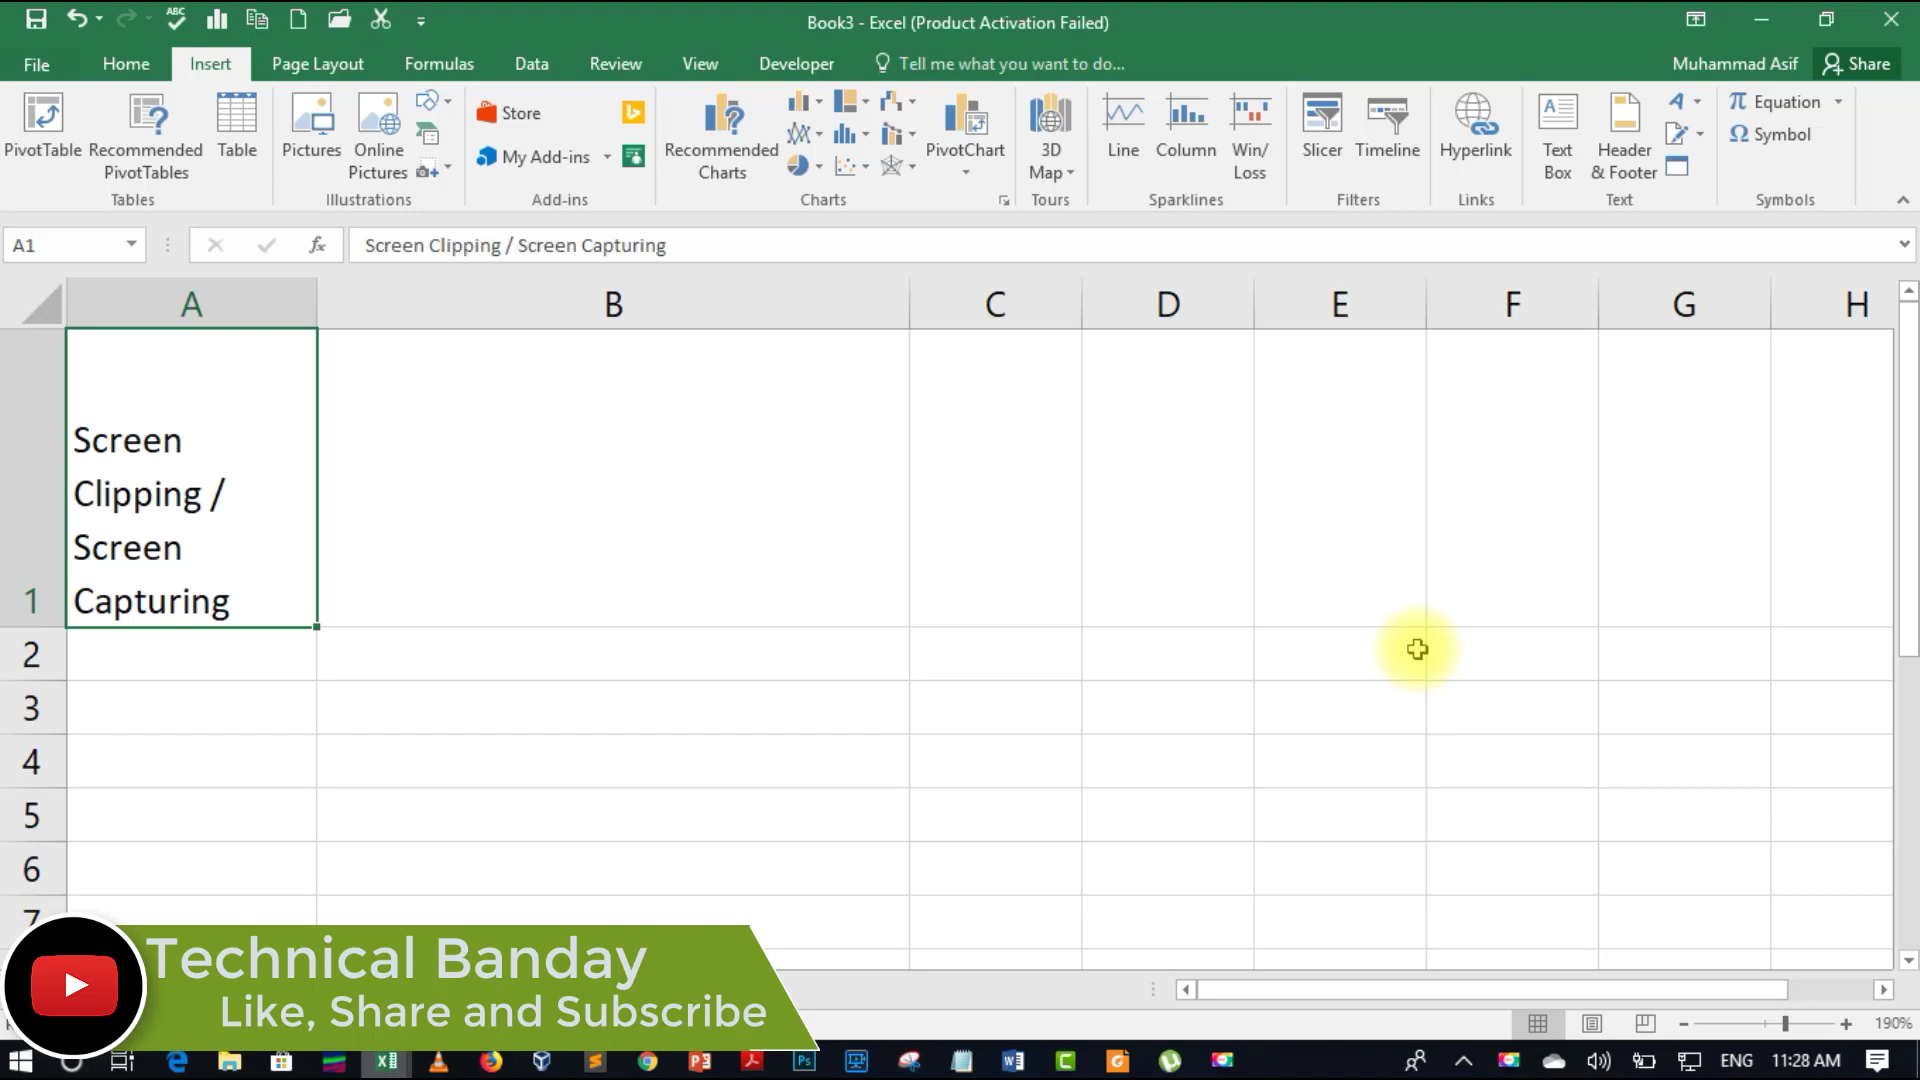 Book3 - Excel (Product Activation Failed)
File Home Insert Page Layout Formulas Data Review View Developer Tell me what you want to do... Muhammad Asif Share
PivotTable
Recommended
PivotTables
Table
Tables
Pictures
Online
Pictures
Illustrations
Store
My Add-ins
Add-ins
Recommended
Charts
PivotChart
Charts
3D
Map
Tours
Line
Column
Win/
Loss
Sparklines
Slicer
Timeline
Filters
Hyperlink
Links
Text
Box
Header
& Footer
Text
Equation
Symbol
Symbols
A1
fx
Screen Clipping / Screen Capturing
A B C D E F G H
Screen
Clipping /
Screen
Capturing
1
2
3
4
5
6
7
Technical Banday
Like, Share and Subscribe
190%
ENG 11:28 AM